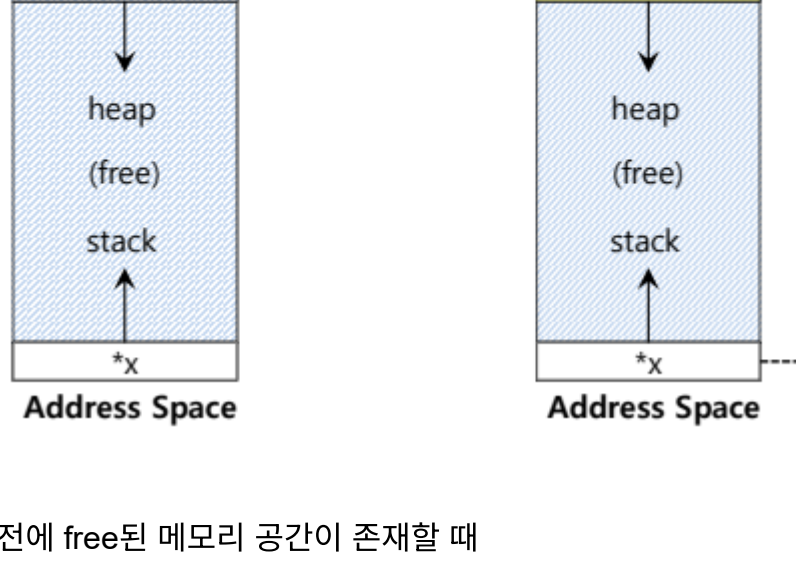 heap
(free)
stack
*x
Address Space
heap
(free)
stack
*x
Address Space
전에 free된 메모리 공간이 존재할 때